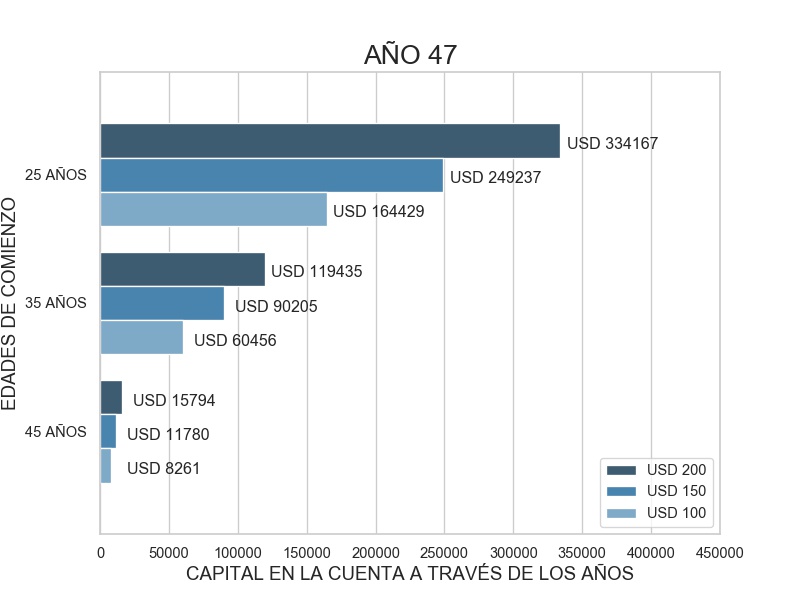 AÑO 47
EDADES DE COMIENZO
25 AÑOS
USD 334167
USD 249237
USD 164429
35 AÑOS
USD 119435
USD 90205
USD 60456
45 AÑOS
USD 15794
USD 11780
USD 8261
USD 200
USD 150
USD 100
0 50000 100000 150000 200000 250000 300000 350000 400000 450000
CAPITAL EN LA CUENTA A TRAVÉS DE LOS AÑOS